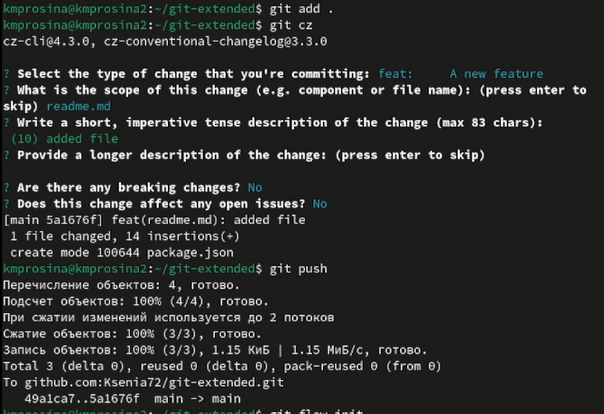 kmprosina@kmprosina2:~/git-extended$ git add .
kmprosina@kmprosina2:~/git-extended$ git cz
cz-cli@4.3.0, cz-conventional-changelog@3.3.0
? Select the type of change that you're committing: feat:     A new feature
? What is the scope of this change (e.g. component or file name): (press enter to
skip) readme.md
? Write a short, imperative tense description of the change (max 83 chars):
 (10) added file
? Provide a longer description of the change: (press enter to skip)
? Are there any breaking changes? No
? Does this change affect any open issues? No
[main 5a1676f] feat(readme.md): added file
 1 file changed, 14 insertions(+)
 create mode 100644 package.json
kmprosina@kmprosina2:~/git-extended$ git push
Перечисление объектов: 4, готово.
Подсчет объектов: 100% (4/4), готово.
При сжатии изменений используется до 2 потоков
Сжатие объектов: 100% (3/3), готово.
Запись объектов: 100% (3/3), 1.15 КиБ | 1.15 МиБ/с, готово.
Total 3 (delta 0), reused 0 (delta 0), pack-reused 0 (from 0)
To github.com:Ksenia72/git-extended.git
   49a1ca7..5a1676f  main -> main
kmprosina@kmprosina2:~/git-extended$ git flow init